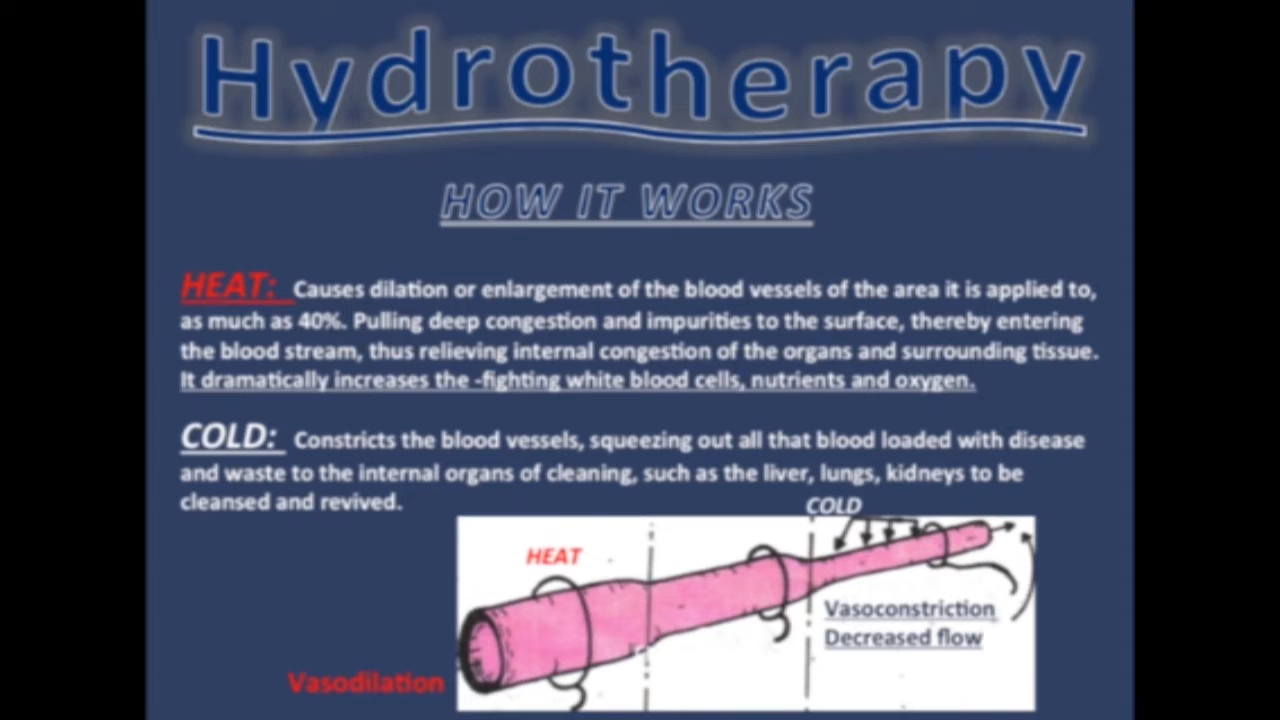 Hydrotherapy
HOW IT WORKS
HEAT: Causes dilation or enlargement of the blood vessels of the area it is applied to,
as much as 40%. Pulling deep congestion and impurities to the surface, thereby entering
the blood stream, thus relieving internal congestion of the organs and surrounding tissue.
It dramatically increases the -fighting white blood cells, nutrients and oxygen.
COLD: Constricts the blood vessels, squeezing out all that blood loaded with disease
and waste to the internal organs of cleaning, such as the liver, lungs, kidneys to be
cleansed and revived.
COLD
HEAT
Vasoconstriction
Decreased flow
Vasodilation